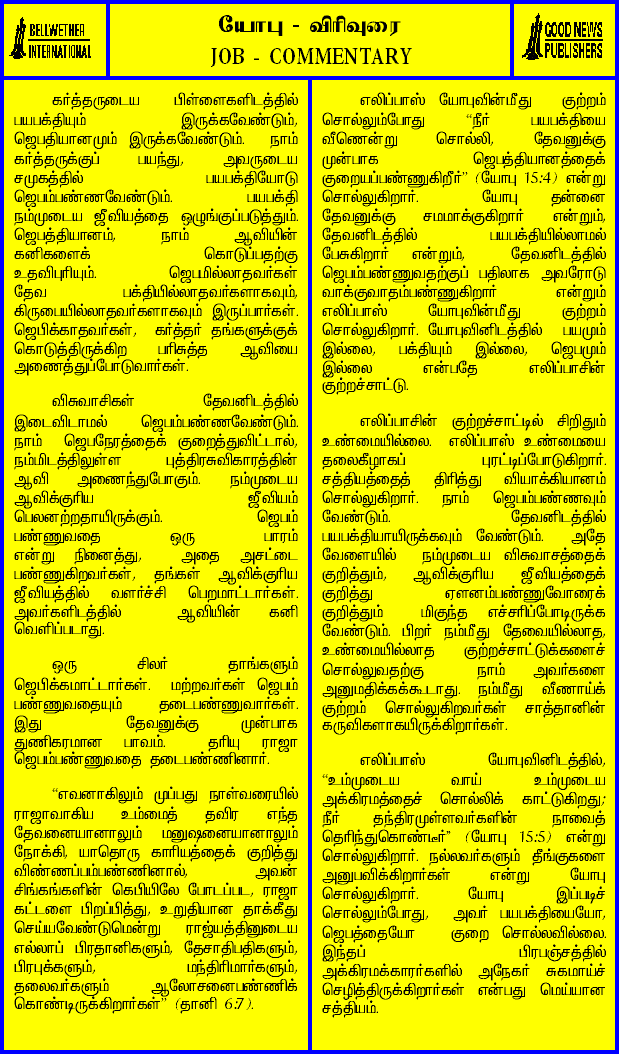 BELLWETHER
INTERNATIONAL
யோபு - விரிவுரை
JOB - COMMENTARY
GOOD NEWS
PUBLISHERS
கர்த்தருடைய பிள்ளைகளிடத்தில்
பயபக்தியும் இருக்கவேண்டும்,
ஜெபதியானமும் இருக்கவேண்டும். நாம்
கர்த்தருக்குப் பயந்து, அவருடைய
சமுகத்தில் பயபக்தியோடு
ஜெபம்பண்ணவேண்டும். பயபக்தி
நம்முடைய ஜீவியத்தை ஒழுங்குப்படுத்தும்.
ஜெபத்தியானம், நாம் ஆவியின்
கனிகளைக் கொடுப்பதற்கு
உதவிபுரியும். ஜெபமில்லாதவர்கள்
தேவ பக்தியில்லாதவர்களாகவும்,
கிருபையில்லாதவர்களாகவும் இருப்பார்கள்.
ஜெபிக்காதவர்கள், கர்த்தர் தங்களுக்குக்
கொடுத்திருக்கிற பரிசுத்த ஆவியை
அணைத்துப்போடுவார்கள்.
விசுவாசிகள் தேவனிடத்தில்
இடைவிடாமல் ஜெபம்பண்ணவேண்டும்.
நாம் ஜெபநேரத்தைக் குறைத்துவிட்டால்,
நம்மிடத்திலுள்ள புத்திரசுவிகாரத்தின்
ஆவி அணைந்துபோகும். நம்முடைய
ஆவிக்குரிய ஜீவியம்
பெலனற்றதாயிருக்கும். ஜெபம்
பண்ணுவதை ஒரு பாரம்
என்று நினைத்து, அதை அசட்டை
பண்ணுகிறவர்கள், தங்கள் ஆவிக்குரிய
ஜீவியத்தில் வளர்ச்சி பெறமாட்டார்கள்.
அவர்களிடத்தில் ஆவியின் கனி
வெளிப்படாது.
ஒரு சிலர் தாங்களும்
ஜெபிக்கமாட்டார்கள். மற்றவர்கள் ஜெபம்
பண்ணுவதையும் தடைபண்ணுவார்கள்.
இது தேவனுக்கு முன்பாக
துணிகரமான பாவம். தரியு ராஜா
ஜெபம்பண்ணுவதை தடைபண்ணினார்.
“எவனாகிலும் முப்பது நாள்வரையில்
ராஜாவாகிய உம்மைத் தவிர எந்த
தேவனையானாலும் மனுஷனையானாலும்
நோக்கி, யாதொரு காரியத்தைக் குறித்து
விண்ணப்பம்பண்ணினால், அவன்
சிங்கங்களின் கெபியிலே போடப்பட, ராஜா
கட்டளை பிறப்பித்து, உறுதியான தாக்கீது
செய்யவேண்டுமென்று ராஜ்யத்தினுடைய
எல்லாப் பிரதானிகளும், தேசாதிபதிகளும்,
பிரபுக்களும், மந்திரிமார்களும்,
தலைவர்களும் ஆலோசனைபண்ணிக்
கொண்டிருக்கிறார்கள்” (தானி 6:7).
எலிப்பாஸ் யோபுவின்மீது குற்றம்
சொல்லும்போது “நீர் பயபக்தியை
வீணென்று சொல்லி, தேவனுக்கு
முன்பாக ஜெபத்தியானத்தைக்
குறையப்பண்ணுகிறீர்” (யோபு 15:4) என்று
சொல்லுகிறார். யோபு தன்னை
தேவனுக்கு சமமாக்குகிறார் என்றும்,
தேவனிடத்தில் பயபக்தியில்லாமல்
பேசுகிறார் என்றும், தேவனிடத்தில்
ஜெபம்பண்ணுவதற்குப் பதிலாக அவரோடு
வாக்குவாதம்பண்ணுகிறார் என்றும்
எலிப்பாஸ் யோபுவின்மீது குற்றம்
சொல்லுகிறார். யோபுவினிடத்தில் பயமும்
இல்லை, பக்தியும் இல்லை, ஜெபமும்
இல்லை என்பதே எலிப்பாசின்
குற்றச்சாட்டு.
எலிப்பாசின் குற்றச்சாட்டில் சிறிதும்
உண்மையில்லை. எலிப்பாஸ் உண்மையை
தலைகீழாகப் புரட்டிப்போடுகிறார்.
சத்தியத்தைத் திரித்து வியாக்கியானம்
சொல்லுகிறார். நாம் ஜெபம்பண்ணவும்
வேண்டும். தேவனிடத்தில்
பயபக்தியாயிருக்கவும் வேண்டும். அதே
வேளையில் நம்முடைய விசுவாசத்தைக்
குறித்தும், ஆவிக்குரிய ஜீவியத்தைக்
குறித்து ஏளனம்பண்ணுவோரைக்
குறித்தும் மிகுந்த எச்சரிப்போடிருக்க
வேண்டும். பிறர் நம்மீது தேவையில்லாத,
உண்மையில்லாத குற்றச்சாட்டுக்களைச்
சொல்லுவதற்கு நாம் அவர்களை
அனுமதிக்கக்கூடாது. நம்மீது வீணாய்க்
குற்றம் சொல்லுகிறவர்கள் சாத்தானின்
கருவிகளாகயிருக்கிறார்கள்.
எலிப்பாஸ் யோபுவினிடத்தில்,
“உம்முடைய வாய் உம்முடைய
அக்கிரமத்தைச் சொல்லிக் காட்டுகிறது;
நீர் தந்திரமுள்ளவர்களின் நாவைத்
தெரிந்துகொண்டீர்” (யோபு 15:5) என்று
சொல்லுகிறார். நல்லவர்களும் தீங்குகளை
அனுபவிக்கிறார்கள் என்று யோபு
சொல்லுகிறார். யோபு இப்படிச்
சொல்லும்போது, அவர் பயபக்தியையோ,
ஜெபத்தையோ குறை சொல்லவில்லை.
இந்தப் பிரபஞ்சத்தில்
அக்கிரமக்காரர்களில் அநேகர் சுகமாய்ச்
செழித்திருக்கிறார்கள் என்பது மெய்யான
சத்தியம்.